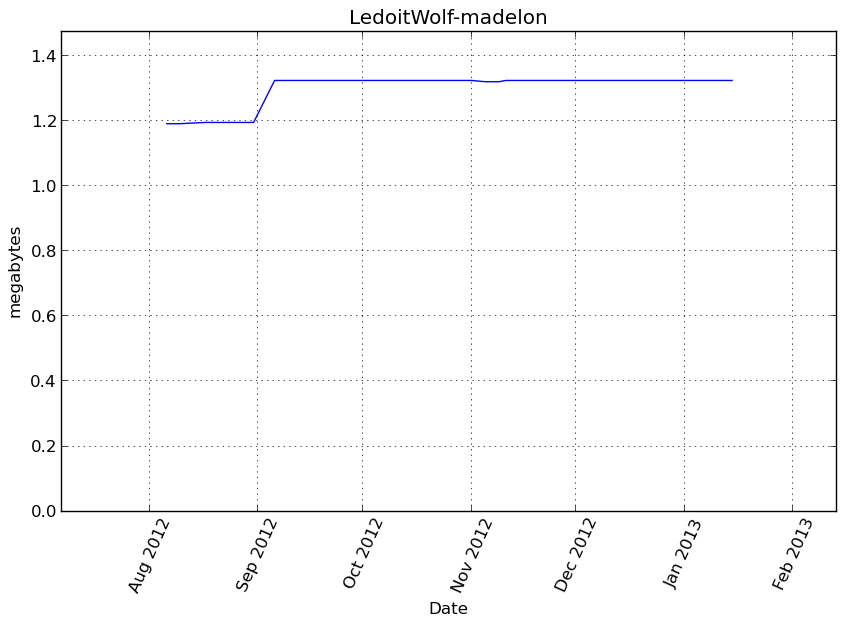 LedoitWolf-madelon
1.4
1.2
1.0
0.8
0.6
0.4
0.2
0.0
megabytes
Aug 2012
Sep 2012
Oct 2012
Nov 2012
Dec 2012
Jan 2013
Feb 2013
Date